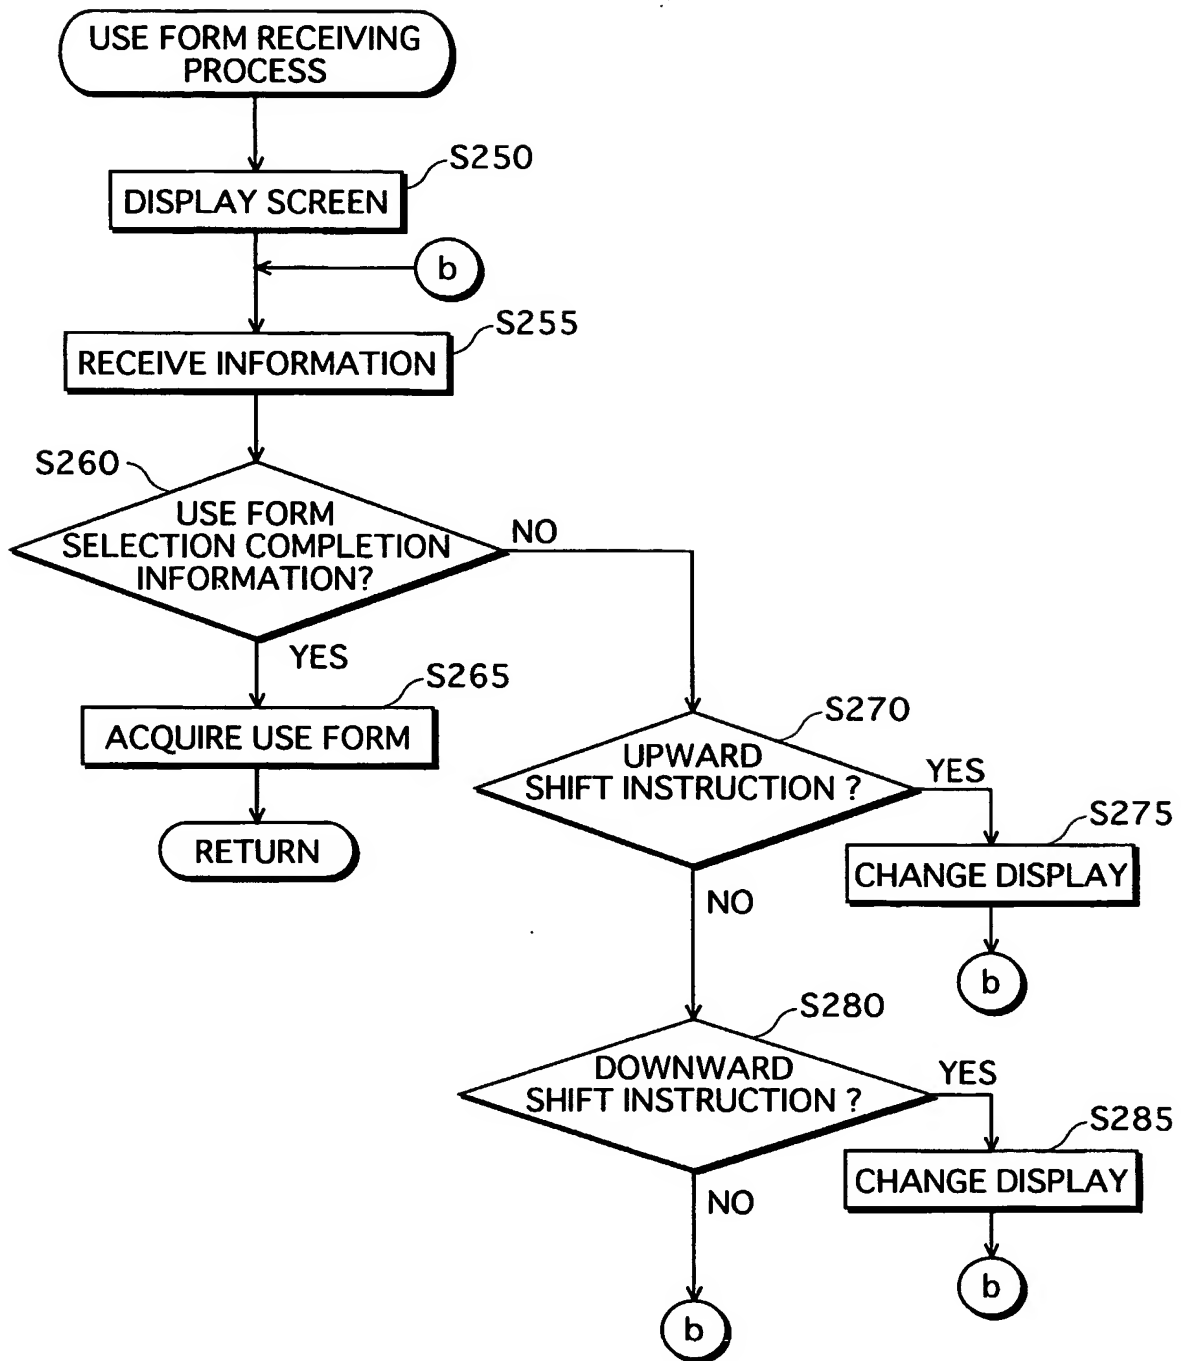 USE FORM RECEIVING
PROCESS
S250
DISPLAY SCREEN
b
S255
RECEIVE INFORMATION
S260
USE FORM
SELECTION COMPLETION
INFORMATION?
NO
YES
S265
ACQUIRE USE FORM
RETURN
S270
UPWARD
SHIFT INSTRUCTION ?
YES
S275
CHANGE DISPLAY
b
NO
S280
DOWNWARD
SHIFT INSTRUCTION ?
YES
S285
CHANGE DISPLAY
b
NO
b